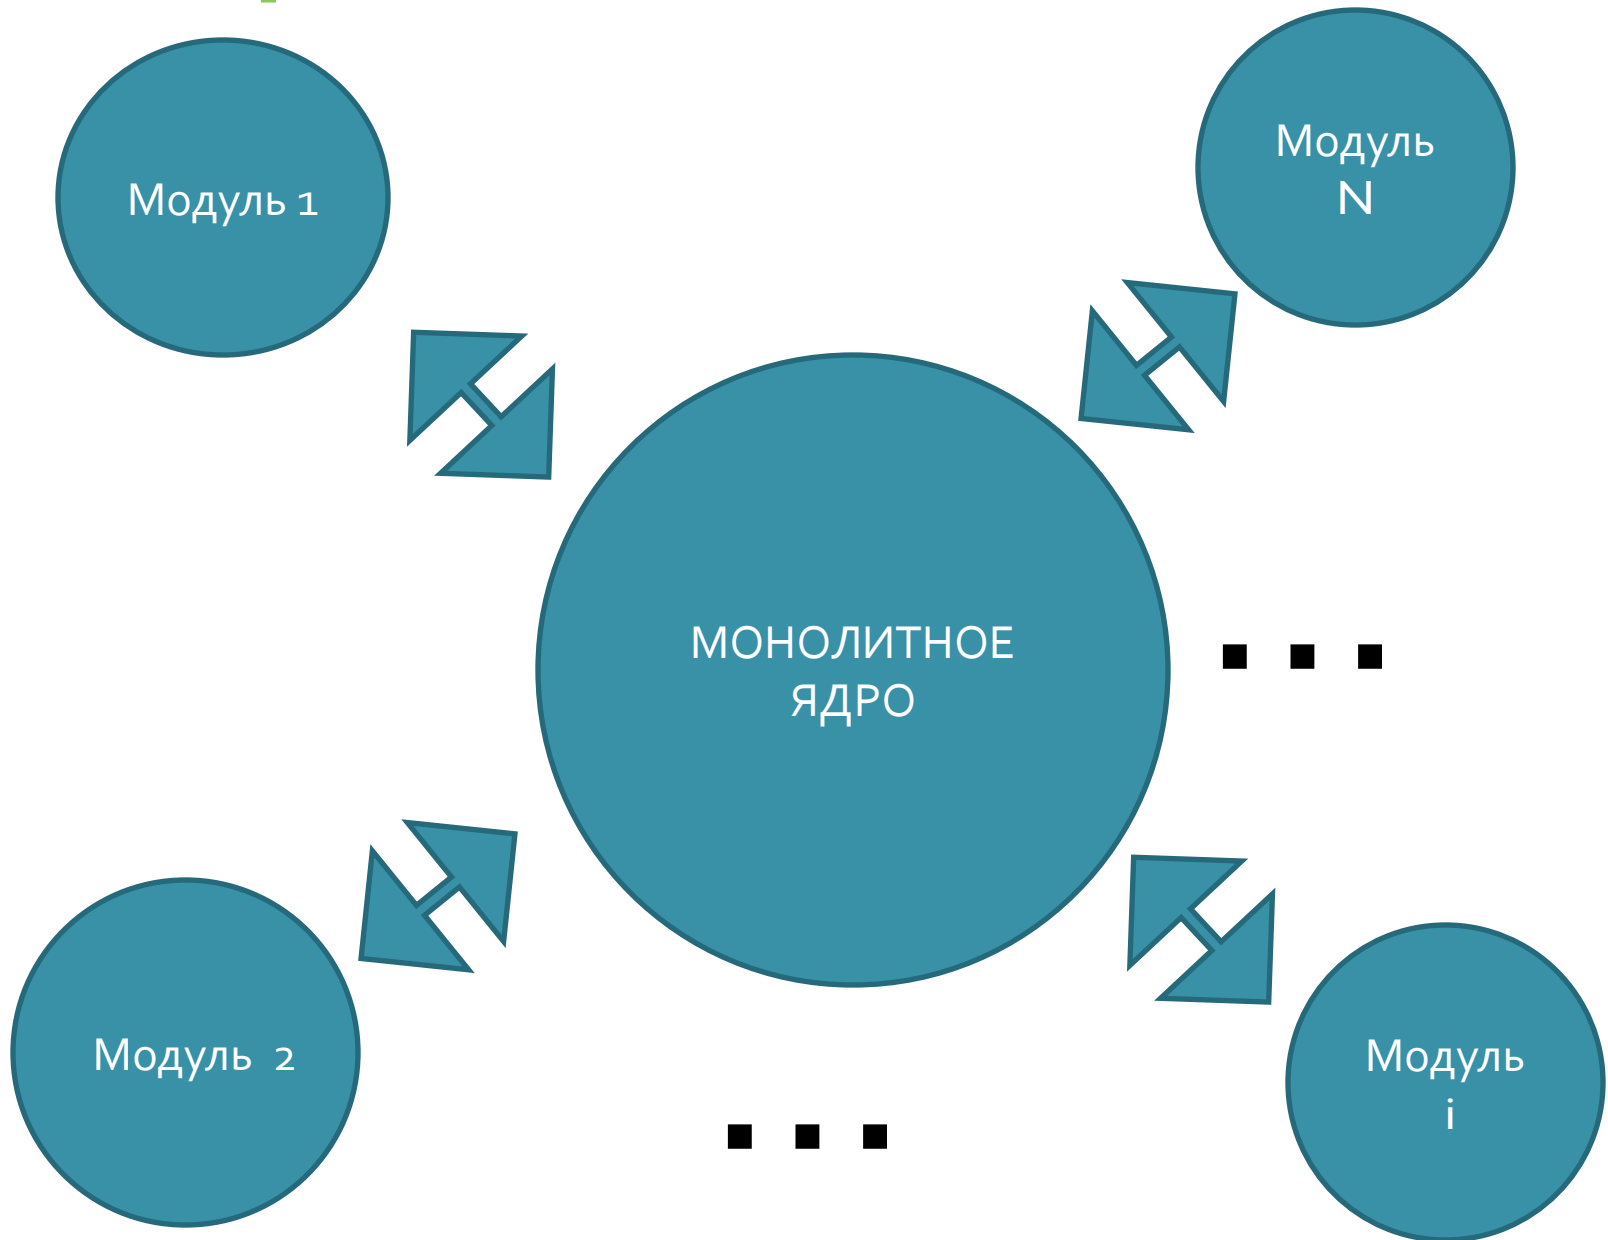 Модуль 1
Модуль
N
МОНОЛИТНОЕ
ЯДРО
. . .
Модуль 2
Модуль
i
. . .